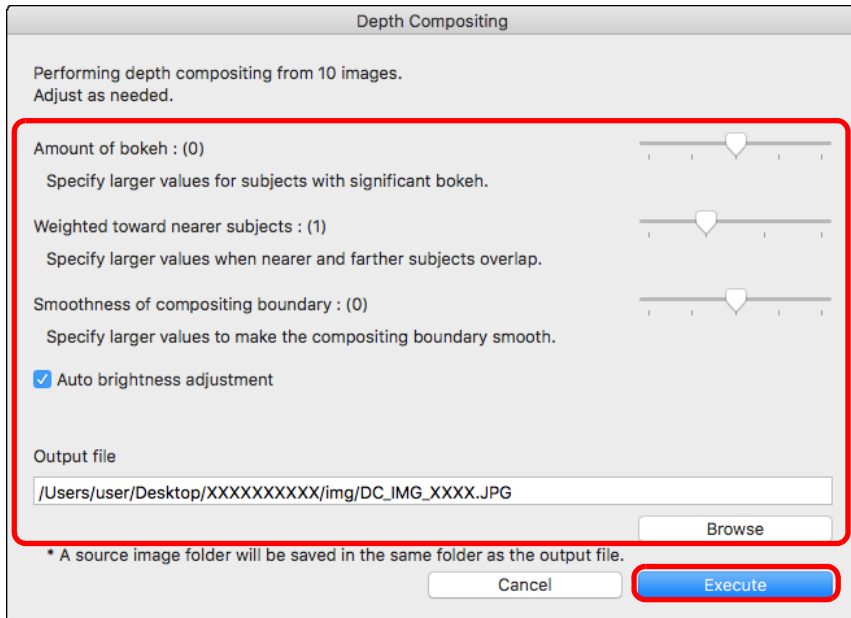 Depth Compositing
Performing depth compositing from 10 images.
Adjust as needed.
Amount of bokeh : (0)
Specify larger values for subjects with significant bokeh.
Weighted toward nearer subjects : (1)
Specify larger values when nearer and farther subjects overlap.
Smoothness of compositing boundary : (0)
Specify larger values to make the compositing boundary smooth.
Auto brightness adjustment
Output file
/Users/user/Desktop/XXXXXXXXXX/img/DC_IMG_XXXX.JPG
Browse
* A source image folder will be saved in the same folder as the output file.
Cancel
Execute